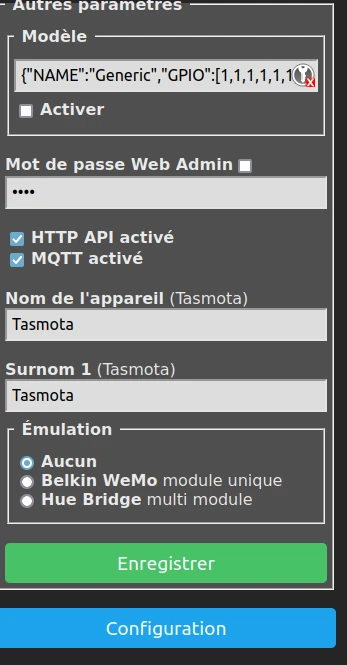 Autres paramètres
Modèle
{"NAME":"Generic","GPIO":[1,1,1,1,1,1
Activer
Mot de passe Web Admin
••••
HTTP API activé
MQTT activé
Nom de l'appareil (Tasmota)
Tasmota
Surnom 1 (Tasmota)
Tasmota
Émulation
Aucun
Belkin WeMo module unique
Hue Bridge multi module
Enregistrer
Configuration